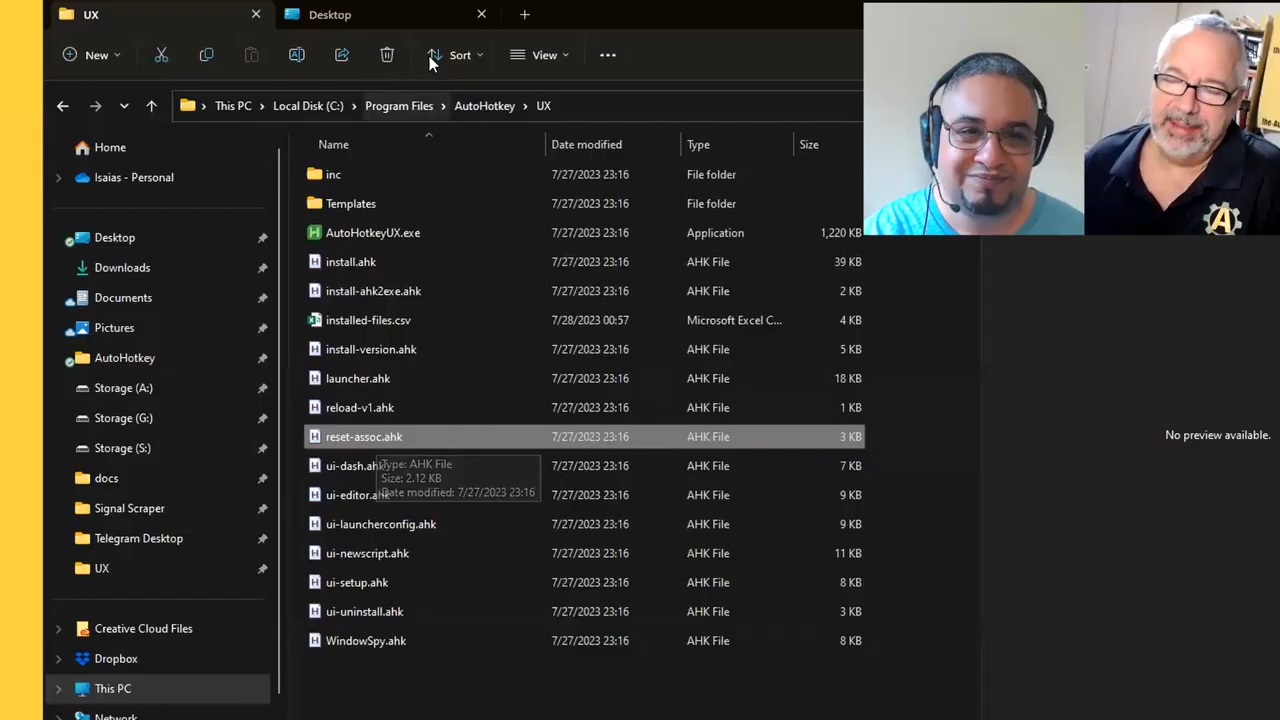 UX
Desktop
New
Sort
View
This PC
Local Disk (C:)
Program Files
AutoHotkey
UX
Home
Isaias - Personal
Desktop
Downloads
Documents
Pictures
AutoHotkey
Storage (A:)
Storage (G:)
Storage (S:)
docs
Signal Scraper
Telegram Desktop
UX
Creative Cloud Files
Dropbox
This PC
Network
Name Date modified Type Size
inc 7/27/2023 23:16 File folder
Templates 7/27/2023 23:16 File folder
AutoHotkeyUX.exe 7/27/2023 23:16 Application 1,220 KB
install.ahk 7/27/2023 23:16 AHK File 39 KB
install-ahk2exe.ahk 7/27/2023 23:16 AHK File 2 KB
installed-files.csv 7/28/2023 00:57 Microsoft Excel C... 4 KB
install-version.ahk 7/27/2023 23:16 AHK File 5 KB
launcher.ahk 7/27/2023 23:16 AHK File 18 KB
reload-v1.ahk 7/27/2023 23:16 AHK File 1 KB
reset-assoc.ahk 7/27/2023 23:16 AHK File 3 KB
ui-dash.ahk 7/27/2023 23:16 AHK File 7 KB
ui-editor.ahk 7/27/2023 23:16 AHK File 9 KB
ui-launcherconfig.ahk 7/27/2023 23:16 AHK File 9 KB
ui-newscript.ahk 7/27/2023 23:16 AHK File 11 KB
ui-setup.ahk 7/27/2023 23:16 AHK File 8 KB
ui-uninstall.ahk 7/27/2023 23:16 AHK File 3 KB
WindowSpy.ahk 7/27/2023 23:16 AHK File 8 KB
Type: AHK File
Size: 2.12 KB
Date modified: 7/27/2023 23:16
No preview available.
A